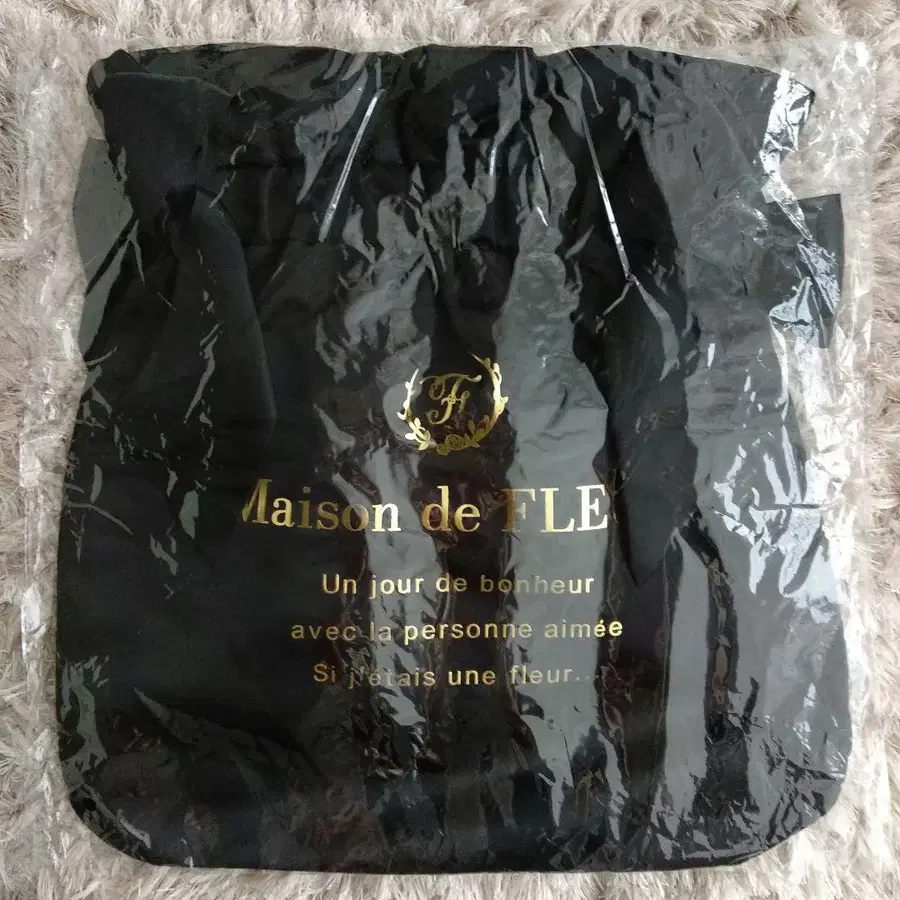 F
Maison de FLE
Un jour de bonheur
avec la personne aimée
Si j'étais une fleur...